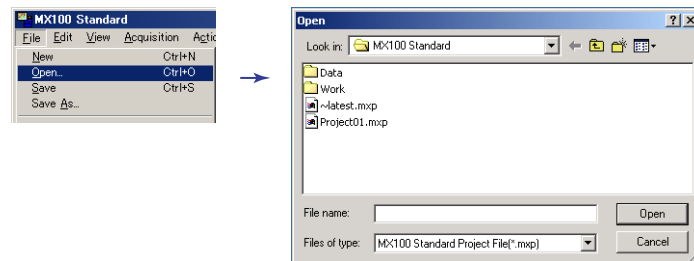 MX100 Standard
File Edit View Acquisition
New Ctrl+N
Open... Ctrl+O
Save Ctrl+S
Save As...
Open
Look in: MX100 Standard
Data
Work
~latest.mxp
Project01.mxp
File name:
Open
Files of type: MX100 Standard Project File(*.mxp)
Cancel